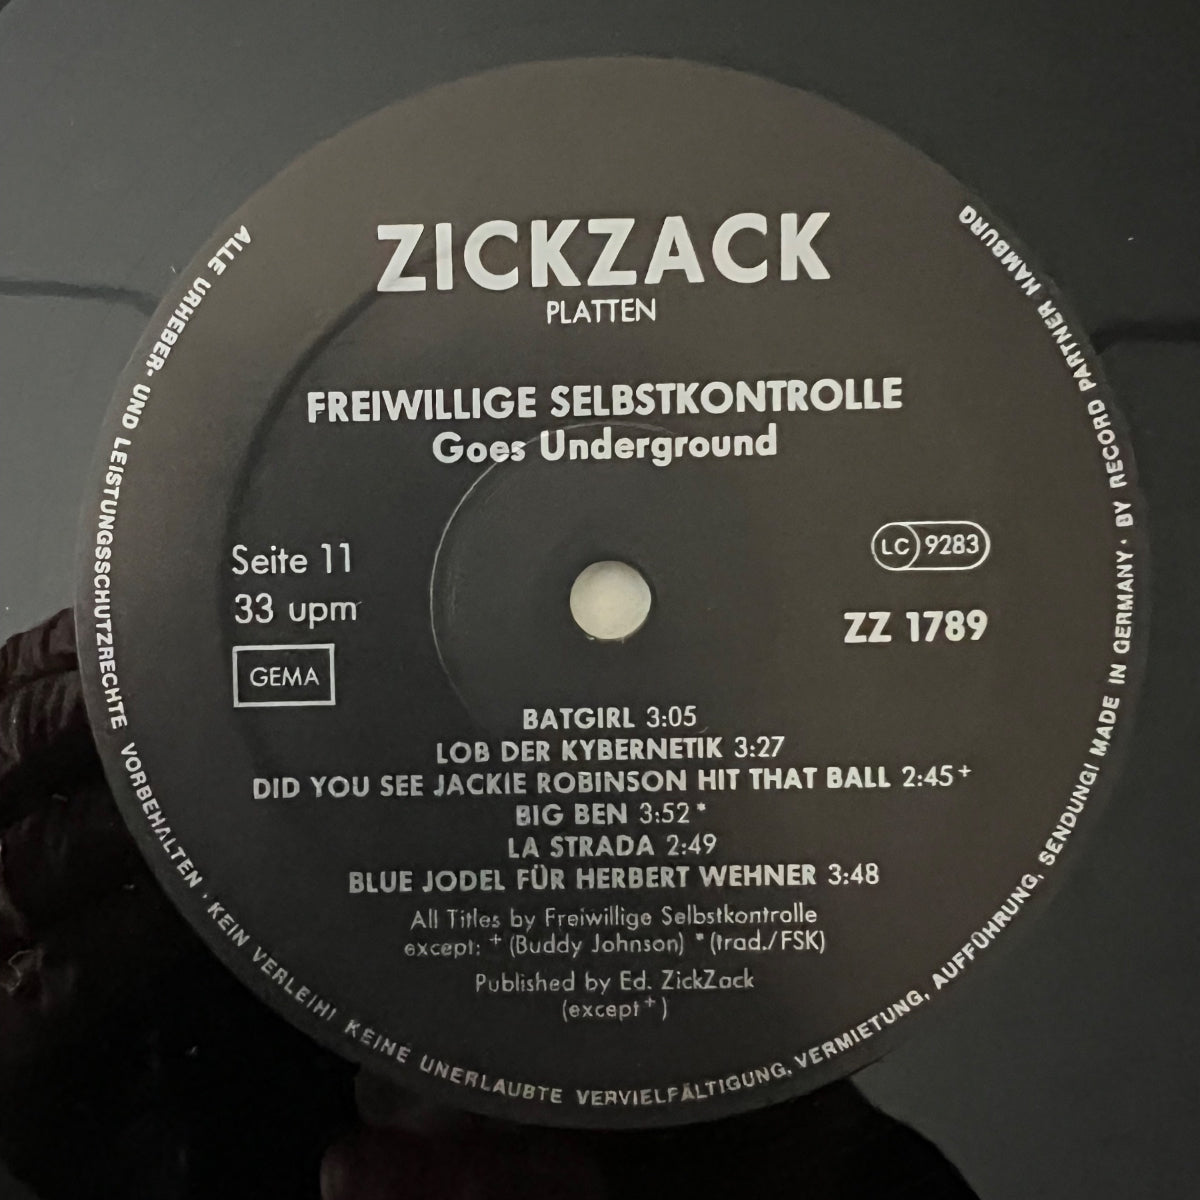 ZICKZACK
PLATTEN
FREIWILLIGE SELBSTKONTROLLE
Goes Underground
Seite 11
33 upm
GEMA
LC 9283
ZZ 1789
BATGIRL 3:05
LOB DER KYBERNETIK 3:27
DID YOU SEE JACKIE ROBINSON HIT THAT BALL 2:45+
BIG BEN 3:52*
LA STRADA 2:49
BLUE JODEL FÜR HERBERT WEHNER 3:48
All Titles by Freiwillige Selbstkontrolle
except: + (Buddy Johnson) * (trad./FSK)
Published by Ed. ZickZack
(except+)
ALLE URHEBER- UND LEISTUNGSSCHUTZRECHTE VORBEHALTEN · KEIN VERLEIH! KEINE UNERLAUBTE VERVIELFÄLTIGUNG, VERMIETUNG, AUFFÜHRUNG, SENDUNG! MADE IN GERMANY · BY RECORD PARTNER HAMBURG